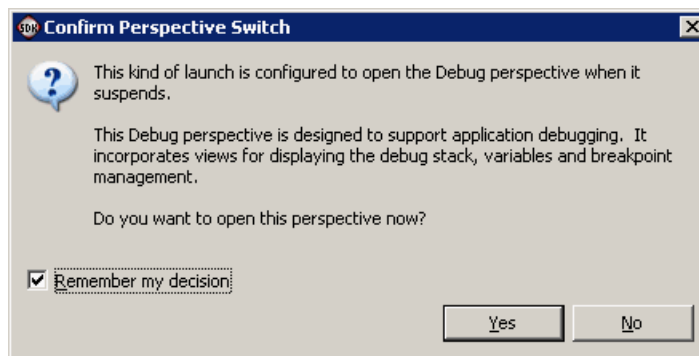 SDK Confirm Perspective Switch
This kind of launch is configured to open the Debug perspective when it
suspends.
This Debug perspective is designed to support application debugging. It
incorporates views for displaying the debug stack, variables and breakpoint
management.
Do you want to open this perspective now?
Remember my decision
Yes No